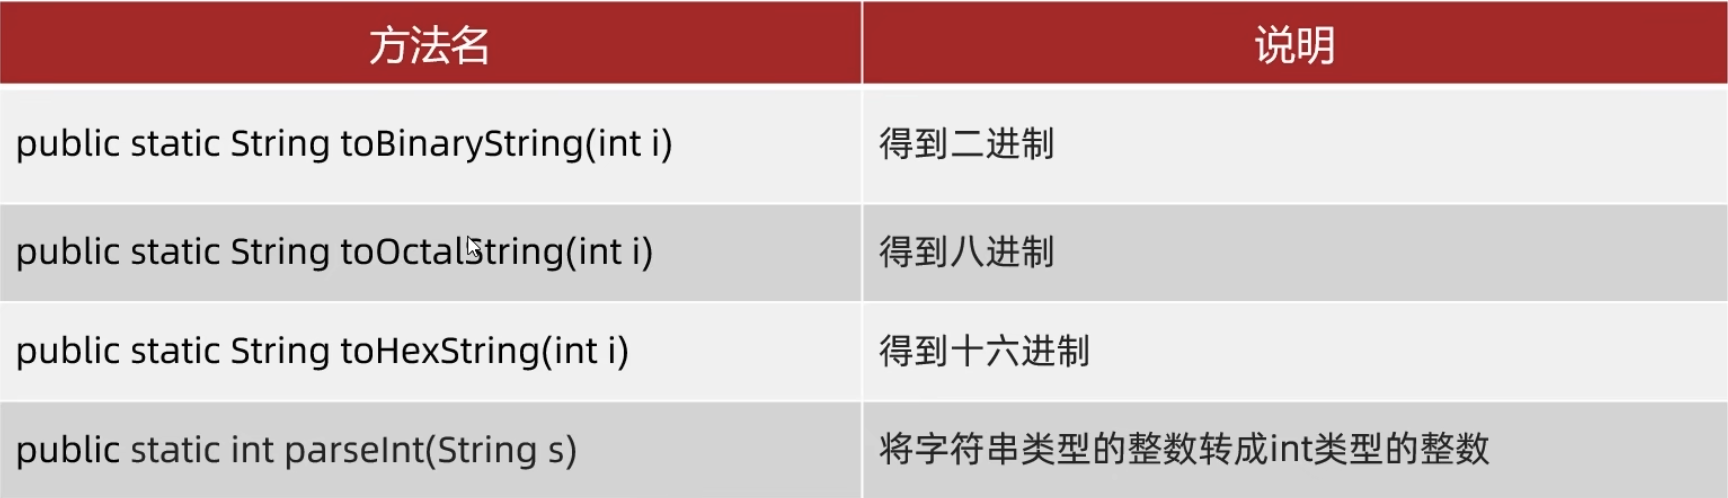 方法名
说明
public static String toBinaryString(int i)
得到二进制
public static String toOctalString(int i)
得到八进制
public static String toHexString(int i)
得到十六进制
public static int parseInt(String s)
将字符串类型的整数转成int类型的整数